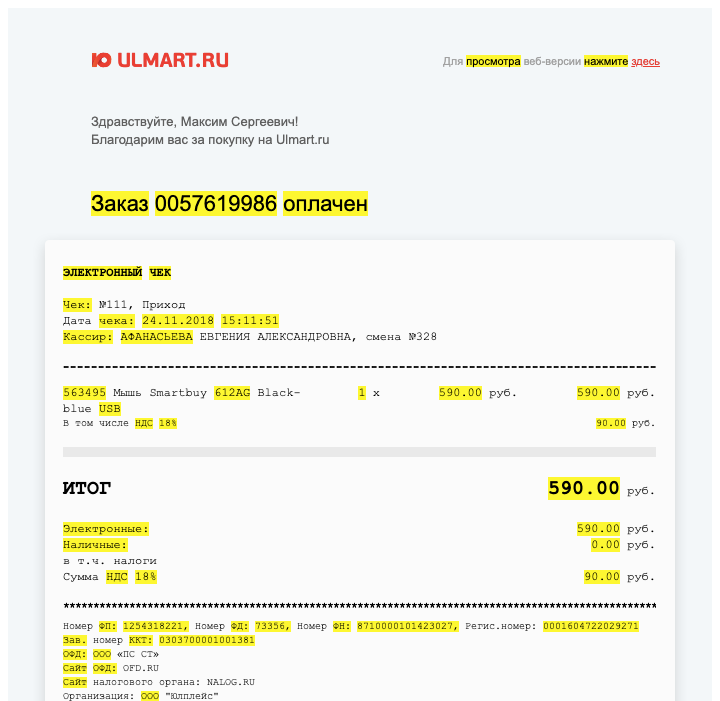 ULMART.RU
Для просмотра веб-версии нажмите здесь
Здравствуйте, Максим Сергеевич!
Благодарим вас за покупку на Ulmart.ru
Заказ 0057619986 оплачен
ЭЛЕКТРОННЫЙ ЧЕК
Чек: №111, Приход
Дата чека: 24.11.2018 15:11:51
Кассир: АФАНАСЬЕВА ЕВГЕНИЯ АЛЕКСАНДРОВНА, смена №328
563495 Мышь Smartbuy 612AG Black- 1 x 590.00 руб. 590.00 руб.
blue USB
В том числе НДС 18% 90.00 руб.
ИТОГ 590.00 руб.
Электронные: 590.00 руб.
Наличные: 0.00 руб.
в т.ч. налоги
Сумма НДС 18% 90.00 руб.
Номер ФП: 1254318221, Номер ФД: 73356, Номер ФН: 8710000101423027, Регис.номер: 0001604722029271
Зав. номер ККТ: 0303700001001381
ОФД: ООО «ПС СТ»
Сайт ОФД: OFD.RU
Сайт налогового органа: NALOG.RU
Организация: ООО "Юлплейс"